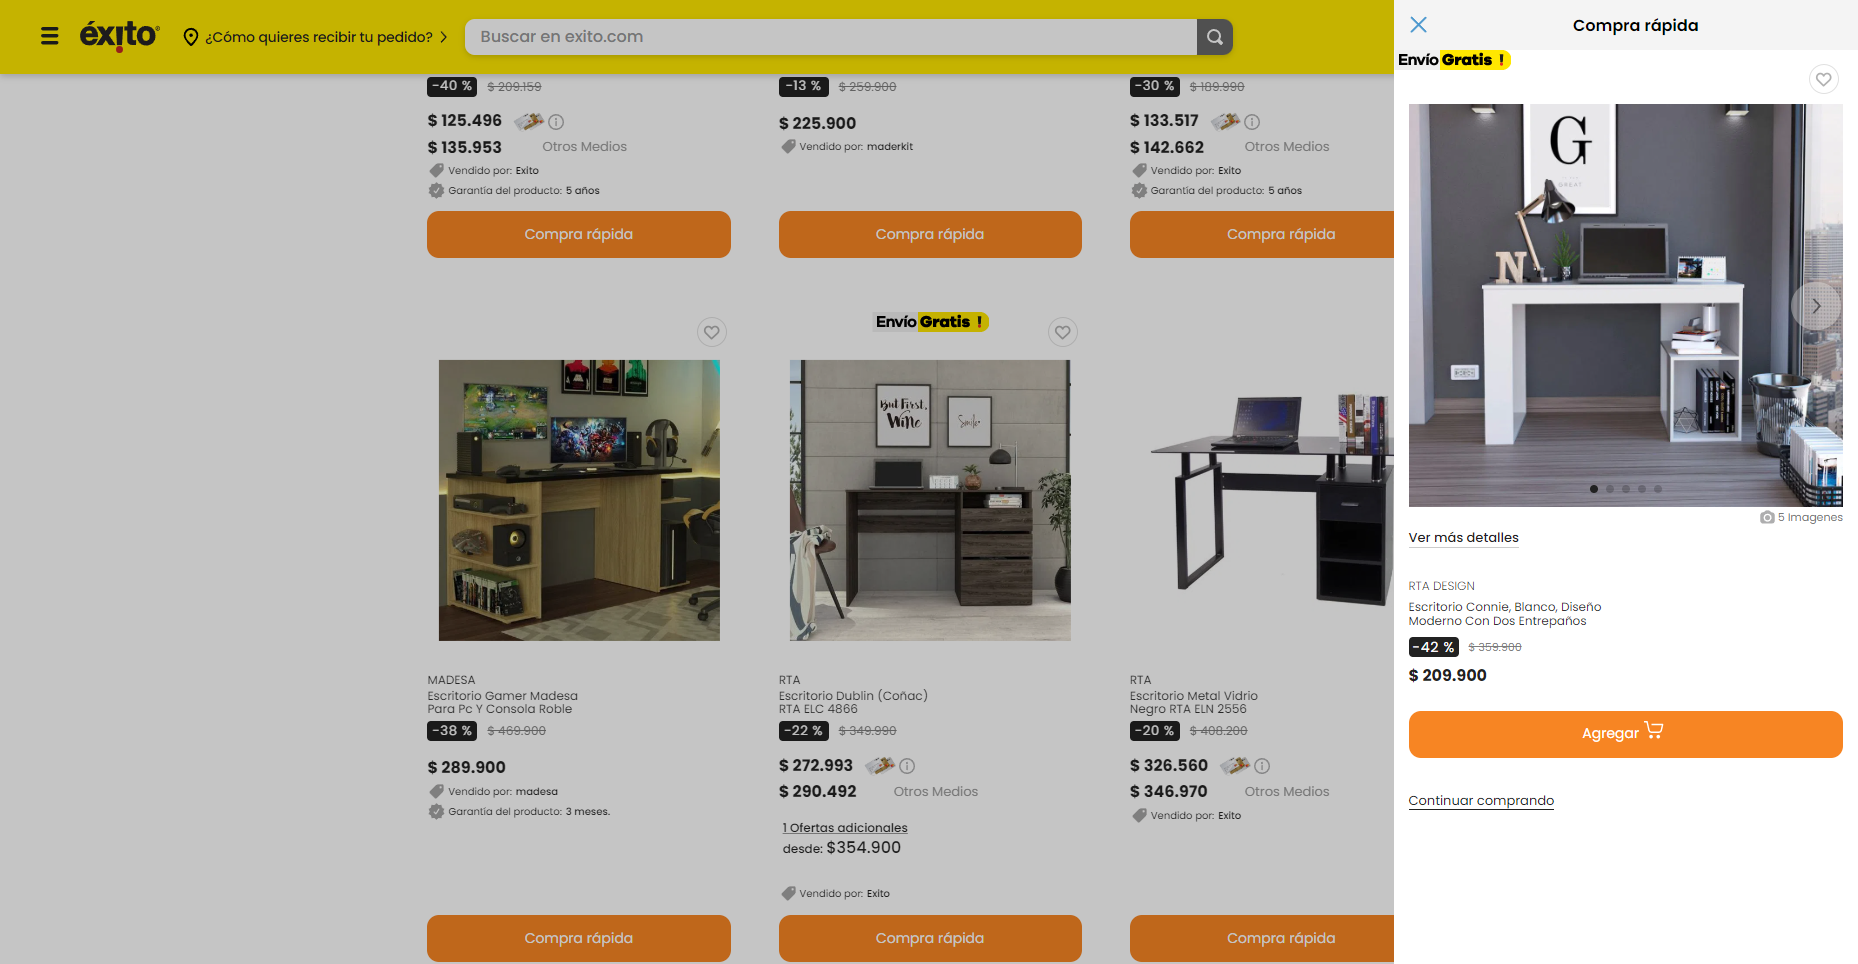 éxito
¿Cómo quieres recibir tu pedido?
Buscar en exito.com
-40 % $ 209.159
$ 125.496
$ 135.953 Otros Medios
Vendido por: Exito
Garantía del producto: 5 años
Compra rápida
-13 % $ 259.900
$ 225.900
Vendido por: maderkit
Compra rápida
-30 % $ 189.990
$ 133.517
$ 142.662 Otros Medios
Vendido por: Exito
Garantía del producto: 5 años
Compra rápida
MADESA
Escritorio Gamer Madesa
Para Pc Y Consola Roble
-38 % $ 469.900
$ 289.900
Vendido por: madesa
Garantía del producto: 3 meses.
Compra rápida
Envío Gratis !
But First,
Wine
Smile
RTA
Escritorio Dublin (Coñac)
RTA ELC 4866
-22 % $ 349.990
$ 272.993
$ 290.492 Otros Medios
1 Ofertas adicionales
desde: $354.900
Vendido por: Exito
Compra rápida
RTA
Escritorio Metal Vidrio
Negro RTA ELN 2556
-20 % $ 408.200
$ 326.560
$ 346.970 Otros Medios
Vendido por: Exito
Compra rápida
Compra rápida
Envío Gratis !
G
GREAT
N
5 Imagenes
Ver más detalles
RTA DESIGN
Escritorio Connie, Blanco, Diseño
Moderno Con Dos Entrepaños
-42 % $ 359.900
$ 209.900
Agregar
Continuar comprando